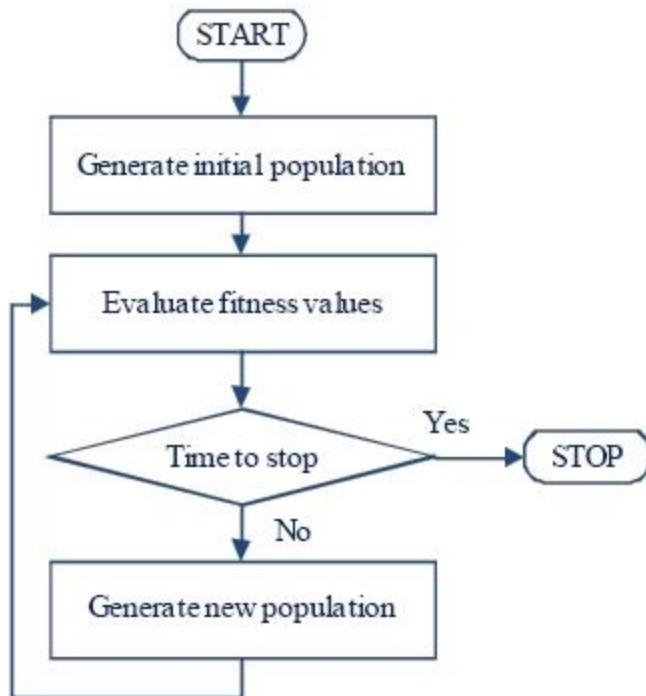 START
Generate initial population
Evaluate fitness values
Time to stop
Yes
STOP
No
Generate new population